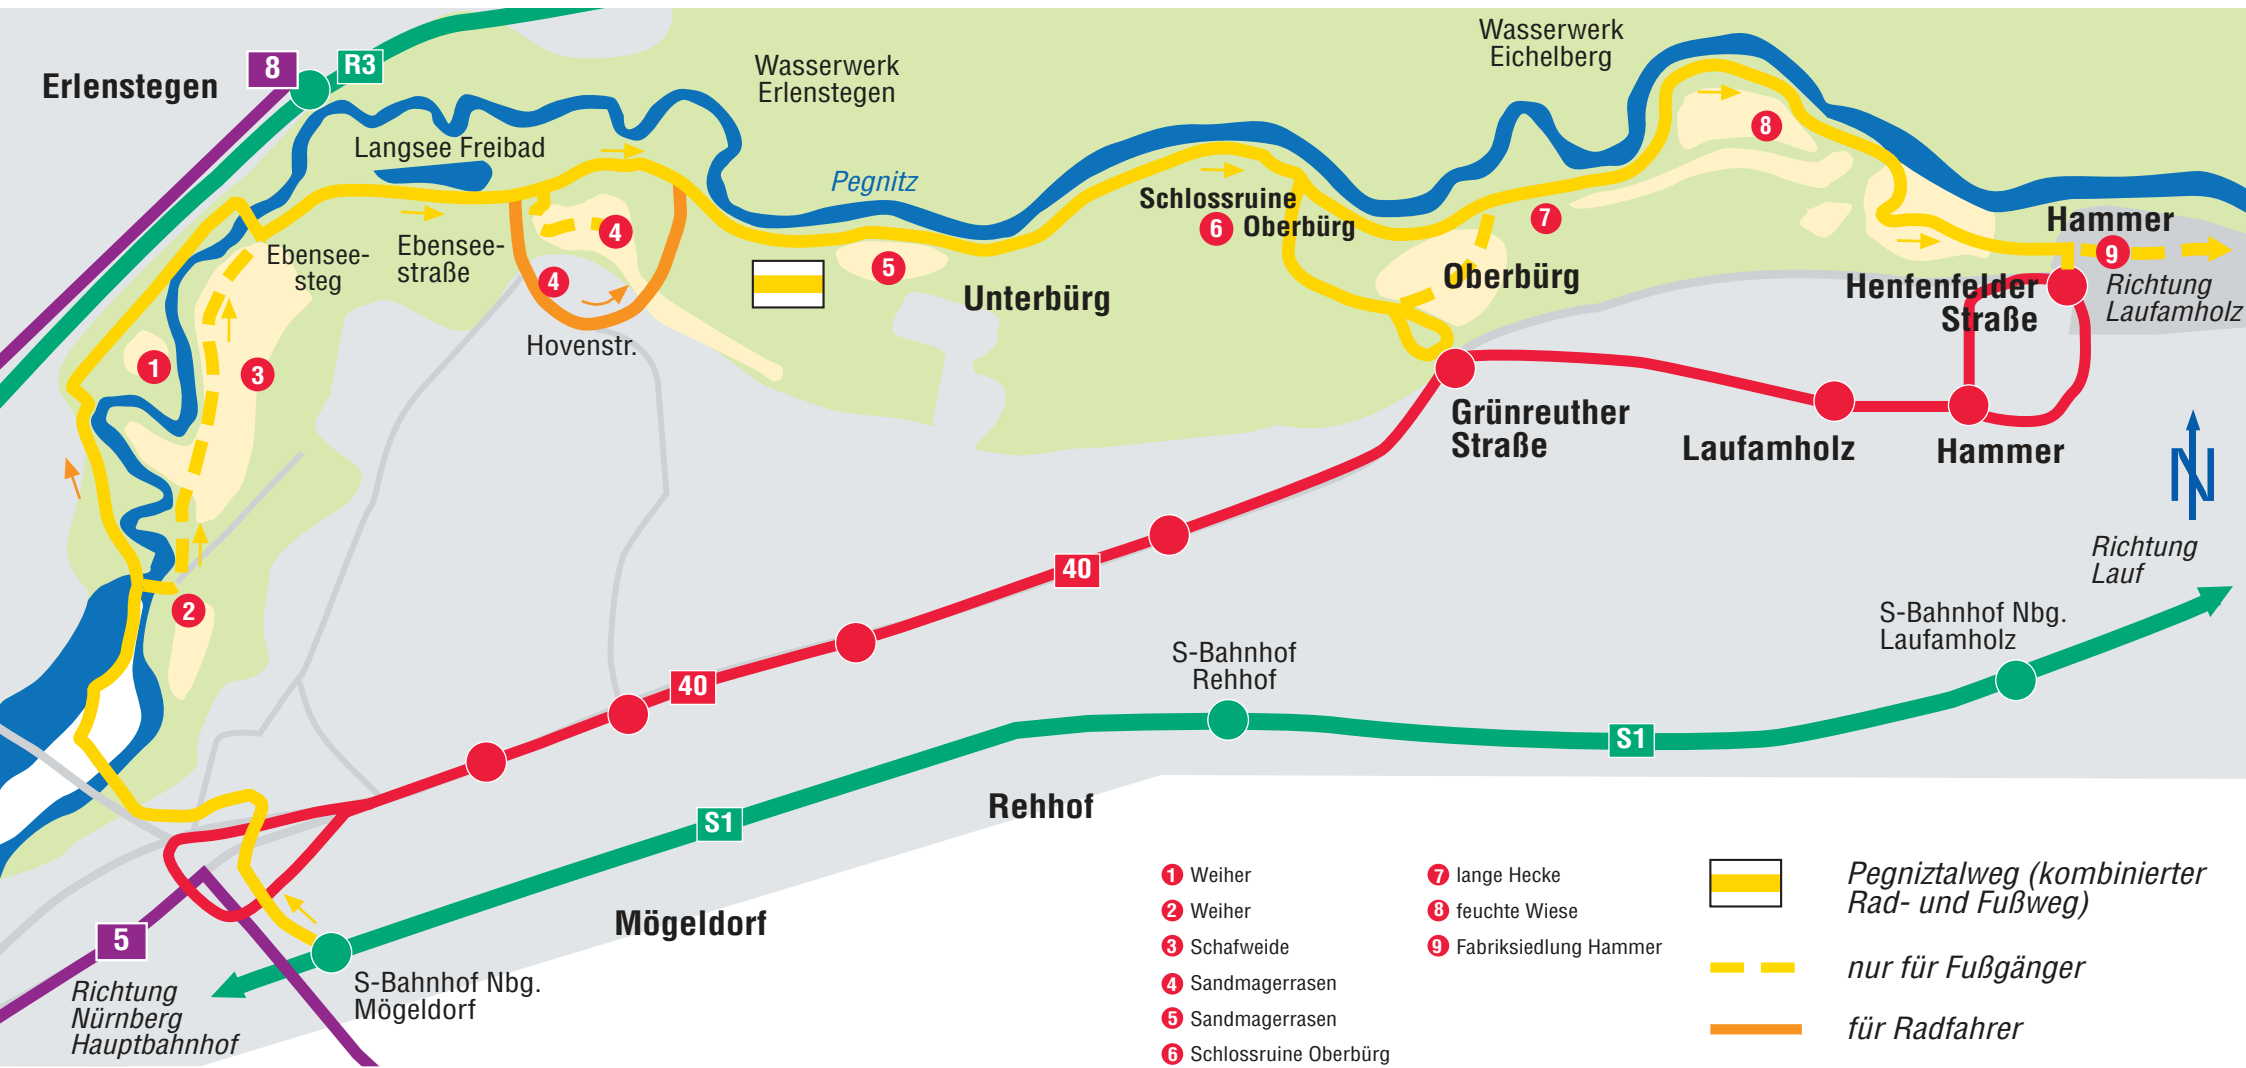 Erlenstegen
8
R3
Wasserwerk
Erlenstegen
Wasserwerk
Eichelberg
Langsee Freibad
Pegnitz
Ebensee-
steg
Ebensee-
straße
Hovenstr.
Unterbürg
Schlossruine
6 Oberbürg
Oberbürg
Hammer
Henfenfelder
Straße
Richtung
Laufamholz
1
2
3
4
4
5
7
8
9
Grünreuther
Straße
Laufamholz
Hammer
N
Richtung
Lauf
40
40
S-Bahnhof
Rehhof
S-Bahnhof Nbg.
Laufamholz
S1
S1
Rehhof
Mögeldorf
5
Richtung
Nürnberg
Hauptbahnhof
S-Bahnhof Nbg.
Mögeldorf
1 Weiher
2 Weiher
3 Schafweide
4 Sandmagerrasen
5 Sandmagerrasen
6 Schlossruine Oberbürg
7 lange Hecke
8 feuchte Wiese
9 Fabriksiedlung Hammer
Pegniztalweg (kombinierter
Rad- und Fußweg)
nur für Fußgänger
für Radfahrer